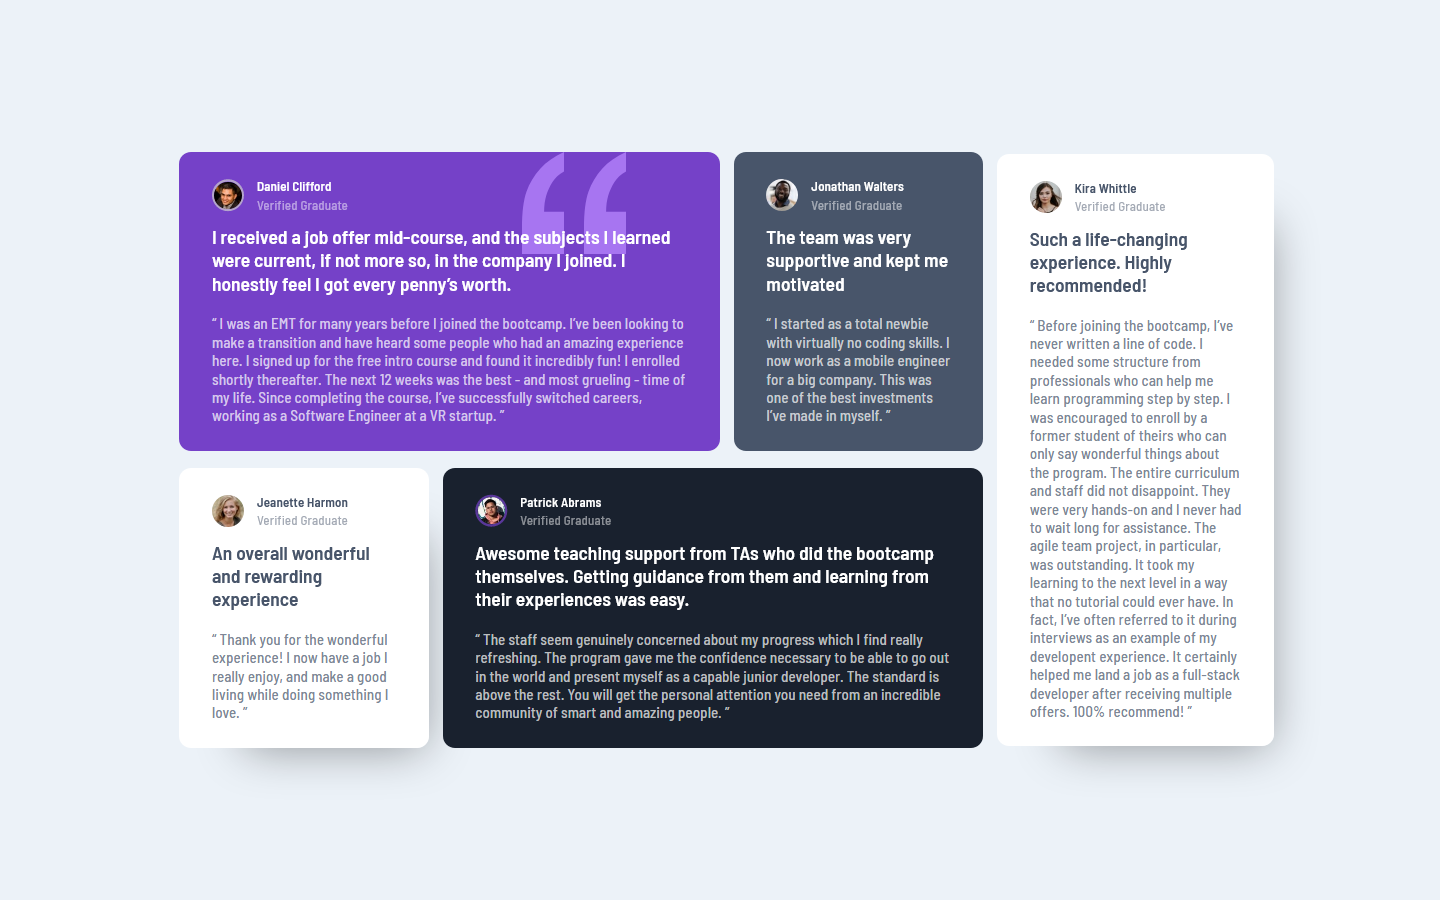 Daniel Clifford
Verified Graduate
I received a job offer mid-course, and the subjects I learned
were current, if not more so, in the company I joined. I
honestly feel I got every penny’s worth.
“ I was an EMT for many years before I joined the bootcamp. I’ve been looking to
make a transition and have heard some people who had an amazing experience
here. I signed up for the free intro course and found it incredibly fun! I enrolled
shortly thereafter. The next 12 weeks was the best - and most grueling - time of
my life. Since completing the course, I’ve successfully switched careers,
working as a Software Engineer at a VR startup. ”
Jonathan Walters
Verified Graduate
The team was very
supportive and kept me
motivated
“ I started as a total newbie
with virtually no coding skills. I
now work as a mobile engineer
for a big company. This was
one of the best investments
I’ve made in myself. ”
Kira Whittle
Verified Graduate
Such a life-changing
experience. Highly
recommended!
“ Before joining the bootcamp, I’ve
never written a line of code. I
needed some structure from
professionals who can help me
learn programming step by step. I
was encouraged to enroll by a
former student of theirs who can
only say wonderful things about
the program. The entire curriculum
and staff did not disappoint. They
were very hands-on and I never had
to wait long for assistance. The
agile team project, in particular,
was outstanding. It took my
learning to the next level in a way
that no tutorial could ever have. In
fact, I’ve often referred to it during
interviews as an example of my
developent experience. It certainly
helped me land a job as a full-stack
developer after receiving multiple
offers. 100% recommend! ”
Jeanette Harmon
Verified Graduate
An overall wonderful
and rewarding
experience
“ Thank you for the wonderful
experience! I now have a job I
really enjoy, and make a good
living while doing something I
love. ”
Patrick Abrams
Verified Graduate
Awesome teaching support from TAs who did the bootcamp
themselves. Getting guidance from them and learning from
their experiences was easy.
“ The staff seem genuinely concerned about my progress which I find really
refreshing. The program gave me the confidence necessary to be able to go out
in the world and present myself as a capable junior developer. The standard is
above the rest. You will get the personal attention you need from an incredible
community of smart and amazing people. ”